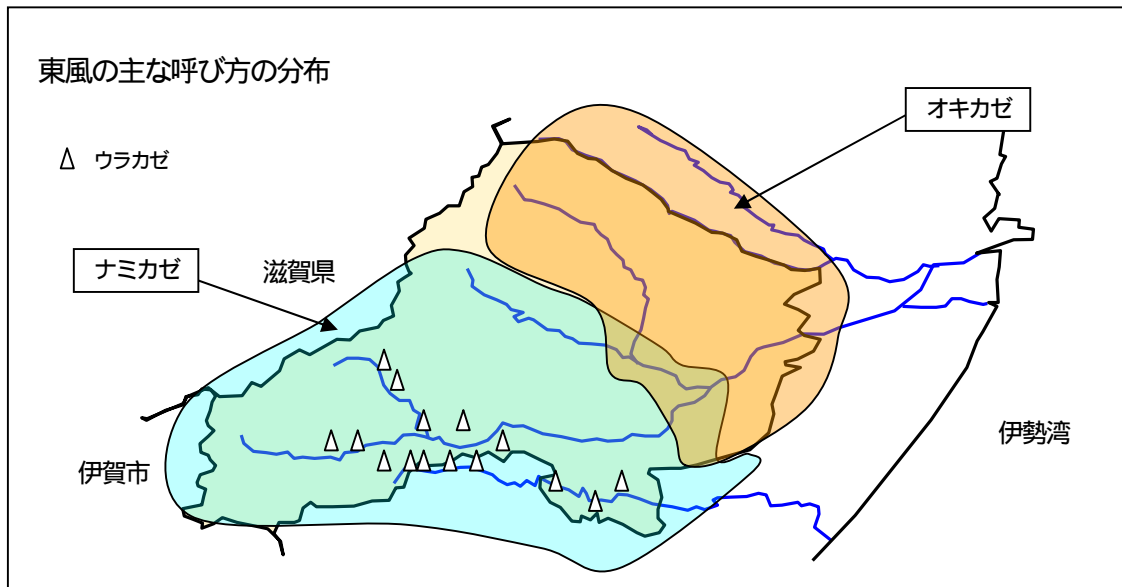 東風の主な呼び方の分布
オキカゼ
ウラカゼ
ナミカゼ
滋賀県
伊勢湾
伊賀市